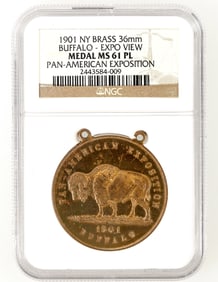 1901 NY BRASS 36mm
BUFFALO - EXPO VIEW
MEDAL MS 61 PL
PAN-AMERICAN EXPOSITION
2443584-009
NGC
PAN-AMERICAN EXPOSITION
1901
BUFFALO